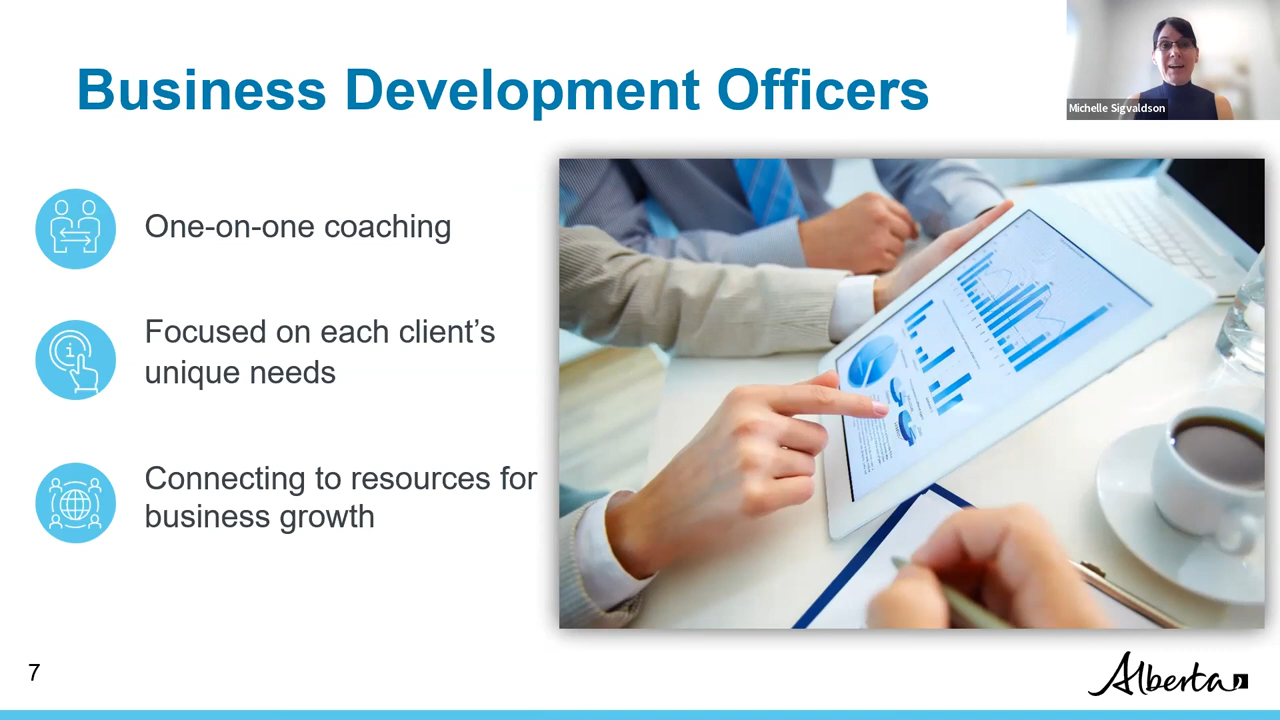 Business Development Officers
Michelle Sigvaldson
One-on-one coaching
Focused on each client’s
unique needs
Connecting to resources for
business growth
7
Alberta